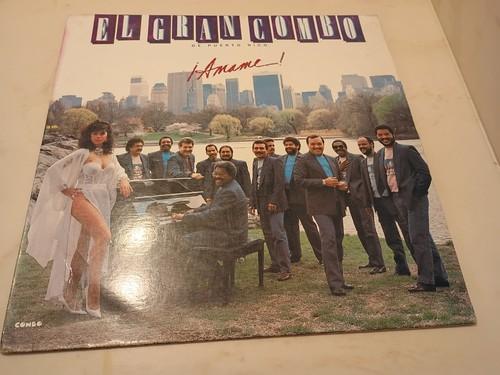 EL GRAN COMBO
DE PUERTO RICO
¡Amame!
COMBO